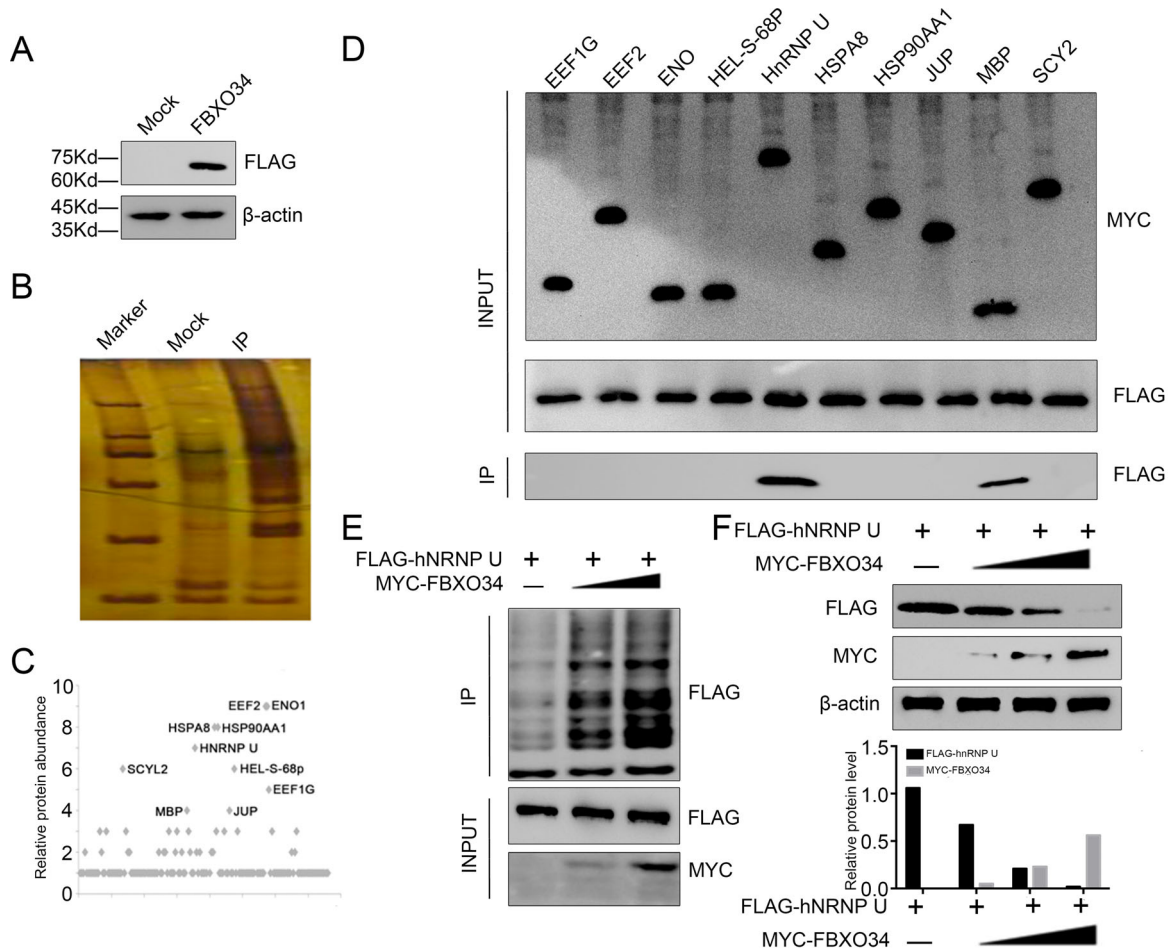 A
Mock
FBXO34
75Kd
60Kd
FLAG
45Kd
35Kd
β-actin
B
Marker
Mock
IP
C
Relative protein abundance
10
8
6
4
2
0
EEF2
ENO1
HSPA8
HSP90AA1
HNRNP U
SCYL2
HEL-S-68p
EEF1G
MBP
JUP
D
EEF1G
EEF2
ENO
HEL-S-68P
HnRNP U
HSPA8
HSP90AA1
JUP
MBP
SCY2
INPUT
MYC
FLAG
IP
FLAG
E
FLAG-hNRNP U + + +
MYC-FBXO34 —
IP
FLAG
INPUT
FLAG
MYC
F
FLAG-hNRNP U + + + +
MYC-FBXO34 —
FLAG
MYC
β-actin
Relative protein level
1.5
1.0
0.5
0.0
FLAG-hnRNP U
MYC-FBXO34
FLAG-hNRNP U + + + +
MYC-FBXO34 —